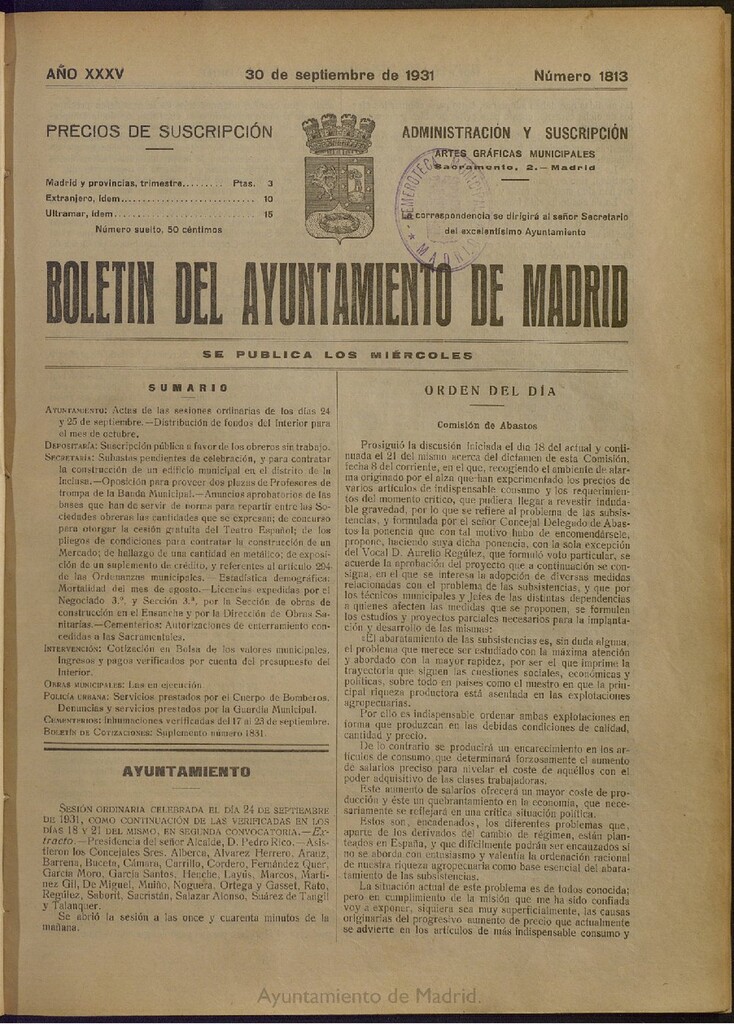 AÑO XXXV
30 de septiembre de 1931
Número 1813
PRECIOS DE SUSCRIPCIÓN
Madrid y provincias, trimestre......... Ptas. 3
Extranjero, ídem............................ 10
Ultramar, ídem.............................. 15
Número suelto, 50 céntimos
ADMINISTRACIÓN Y SUSCRIPCIÓN
ARTES GRÁFICAS MUNICIPALES
Sacramento, 2.—Madrid
La correspondencia se dirigirá al señor Secretario
del excelentísimo Ayuntamiento
HEMEROTECA
MADRID
BOLETIN DEL AYUNTAMIENTO DE MADRID
SE PUBLICA LOS MIÉRCOLES
SUMARIO
AYUNTAMIENTO: Actas de las sesiones ordinarias de los días 24
y 25 de septiembre.—Distribución de fondos del Interior para
el mes de octubre.
DEPOSITARÍA: Suscripción pública a favor de los obreros sin trabajo.
SECRETARÍA: Subastas pendientes de celebración, y para contratar
la construcción de un edificio municipal en el distrito de la
Inclusa.—Oposición para proveer dos plazas de Profesores de
trompa de la Banda Municipal.—Anuncios aprobatorios de las
bases que han de servir de norma para repartir entre las So-
ciedades obreras las cantidades que se expresan; de concurso
para otorgar la cesión gratuita del Teatro Español; de los
pliegos de condiciones para contratar la construcción de un
Mercado; de hallazgo de una cantidad en metálico; de exposi-
ción de un suplemento de crédito, y referentes al artículo 294
de las Ordenanzas municipales. — Estadística demográfica:
Mortalidad del mes de agosto.—Licencias expedidas por el
Negociado 3.º, y Sección 3.ª, por la Sección de obras de
construcción en el Ensanche y por la Dirección de Obras Sa-
nitarias.—Cementerios: Autorizaciones de enterramiento con-
cedidas a las Sacramentales.
INTERVENCIÓN: Cotización en Bolsa de los valores municipales.
Ingresos y pagos verificados por cuenta del presupuesto del
Interior.
OBRAS MUNICIPALES: Las en ejecución
POLICÍA URBANA: Servicios prestados por el Cuerpo de Bomberos.
Denuncias y servicios prestados por la Guardia Municipal.
CEMENTERIOS: Inhumaciones verificadas del 17 al 23 de septiembre.
BOLETÍN DE COTIZACIONES: Suplemento número 1831.
AYUNTAMIENTO
SESIÓN ORDINARIA CELEBRADA EL DÍA 24 DE SEPTIEMBRE
DE 1931, COMO CONTINUACIÓN DE LAS VERIFICADAS EN LOS
DÍAS 18 Y 21 DEL MISMO, EN SEGUNDA CONVOCATORIA.—Ex-
tracto.—Presidencia del señor Alcalde, D. Pedro Rico.—Asis-
tieron los Concejales Sres. Alberca, Alvarez Herrero, Arauz,
Barrena, Buceta, Cámara, Carrillo, Cordero, Fernández Quer,
García Moro, García Santos, Henche, Layús, Marcos, Martí-
nez Gil, De Miguel, Muiño, Noguera, Ortega y Gasset, Rato,
Regúlez, Saborit, Sacristán, Salazar Alonso, Suárez de Tangil
y Talanquer.
Se abrió la sesión a las once y cuarenta minutos de la
mañana.
ORDEN DEL DÍA
Comisión de Abastos
Prosiguió la discusión iniciada el día 18 del actual y conti-
nuada el 21 del mismo acerca del dictamen de esta Comisión,
fecha 8 del corriente, en el que, recogiendo el ambiente de alar-
ma originado por el alza que han experimentado los precios de
varios artículos de indispensable consumo y los requerimien-
tos del momento crítico, que pudiera llegar a revestir induda-
ble gravedad, por lo que se refiere al problema de las subsis-
tencias, y formulada por el señor Concejal Delegado de Abas-
tos la ponencia que con tal motivo hubo de encomendársele,
propone, haciendo suya dicha ponencia, con la sola excepción
del Vocal D. Aurelio Regúlez, que formuló voto particular, se
acuerde la aprobación del proyecto que a continuación se con-
signa, en el que se interesa la adopción de diversas medidas
relacionadas con el problema de las subsistencias, y que por
los técnicos municipales y Jefes de las distintas dependencias
a quienes afecten las medidas que se proponen, se formulen
los estudios y proyectos parciales necesarios para la implanta-
ción y desarrollo de las mismas:
«El abaratamiento de las subsistencias es, sin duda alguna,
el problema que merece ser estudiado con la máxima atención
y abordado con la mayor rapidez, por ser el que imprime la
trayectoria que siguen las cuestiones sociales, económicas y
políticas, sobre todo en países como el nuestro en que la prin-
cipal riqueza productora está asentada en las explotaciones
agropecuarias.
Por ello es indispensable ordenar ambas explotaciones en
forma que produzcan en las debidas condiciones de calidad,
cantidad y precio.
De lo contrario se producirá un encarecimiento en los ar-
tículos de consumo, que determinará forzosamente el aumento
de salarios preciso para nivelar el coste de aquéllos con el
poder adquisitivo de las clases trabajadoras.
Este aumento de salarios ofrecerá un mayor coste de pro-
ducción y éste un quebrantamiento en la economía, que nece-
sariamente se reflejará en una crítica situación política.
Estos son, encadenados, los diferentes problemas que,
aparte de los derivados del cambio de régimen, están plan-
teados en España, y que difícilmente podrán ser encauzados si
no se aborda con entusiasmo y valentía la ordenación racional
de nuestra riqueza agropecuaria como base esencial del abara-
tamiento de las subsistencias.
La situación actual de este problema es de todos conocida;
pero en cumplimiento de la misión que me ha sido confiada
voy a exponer, siquiera sea muy superficialmente, las causas
originarias del progresivo aumento de precio que actualmente
se advierte en los artículos de más indispensable consumo y
Ayuntamiento de Madrid.